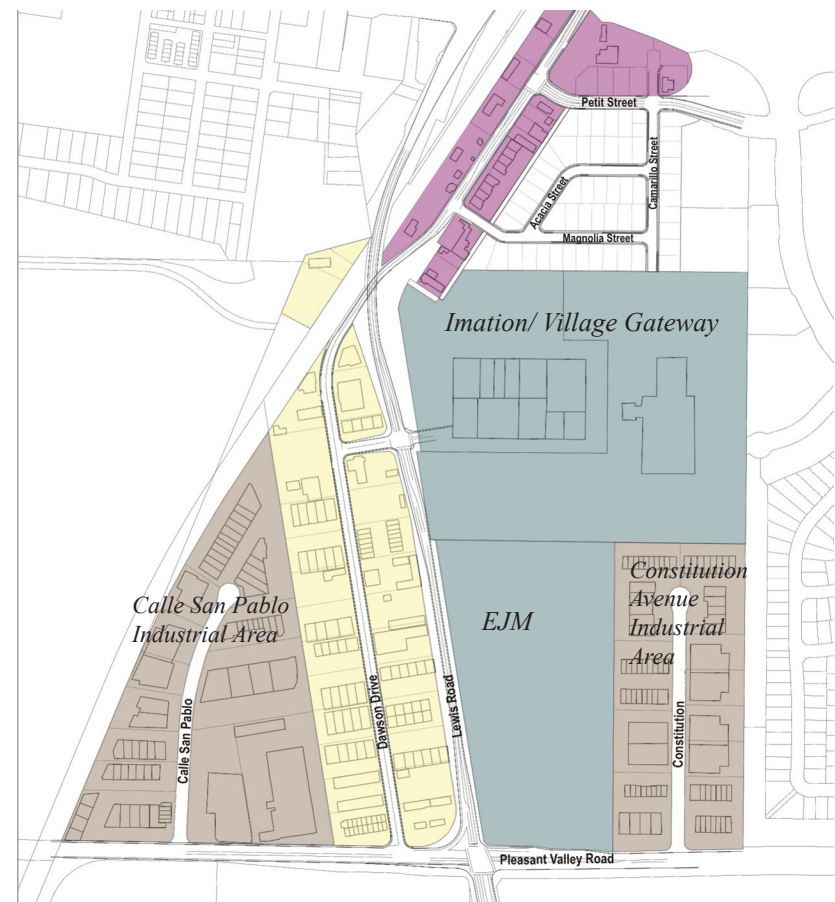 Petit Street
Camarillo Street
Acacia Street
Magnolia Street
Imation/ Village Gateway
Calle San Pablo
Industrial Area
EJM
Constitution
Avenue
Industrial
Area
Dawson Drive
Lewis Road
Calle San Pablo
Constitution
Pleasant Valley Road